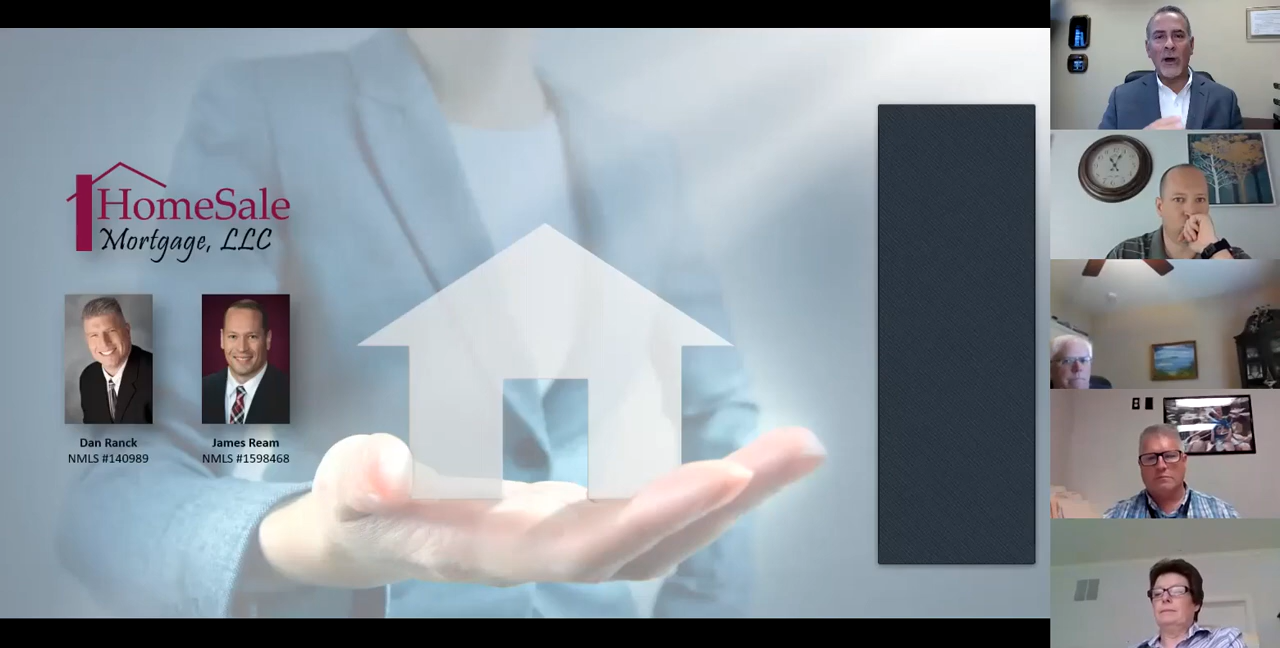 HomeSale
Mortgage, LLC
Dan Ranck
NMLS #140989
James Ream
NMLS #1598468